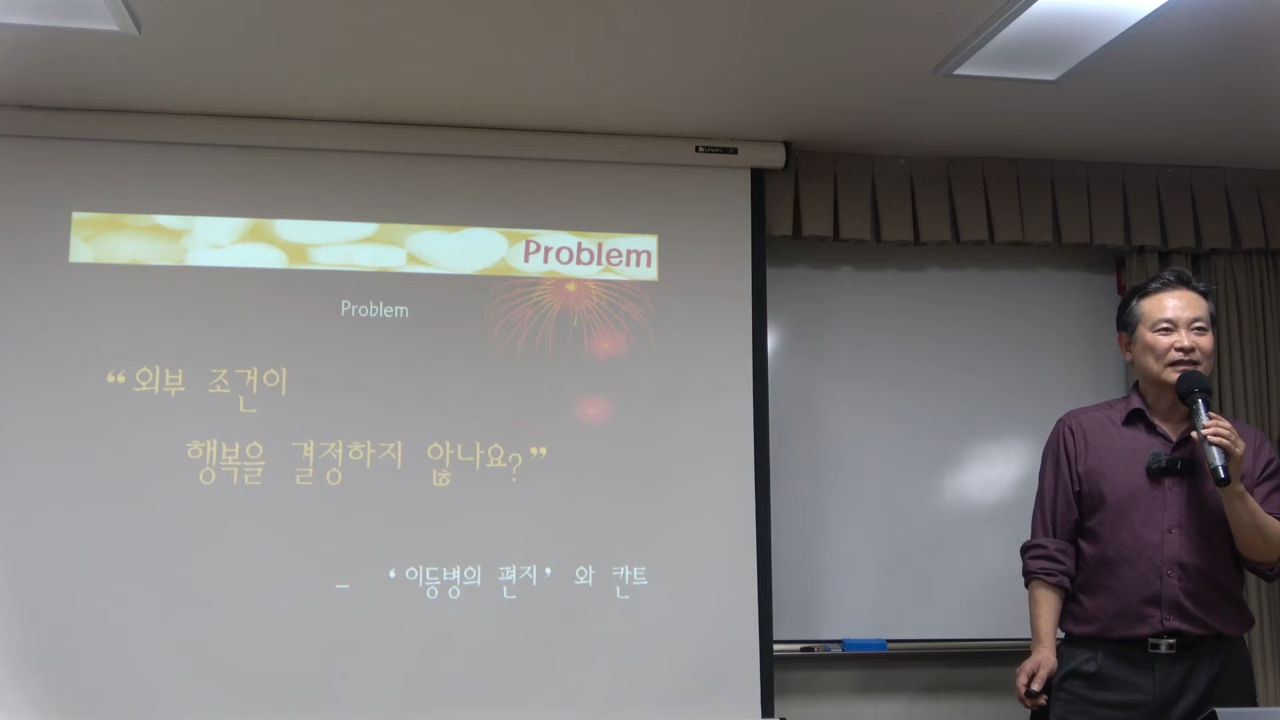 Problem
Problem
“외부 조건이
행복을 결정하지 않나요?”
– ‘이등병의 편지’ 와 칸트